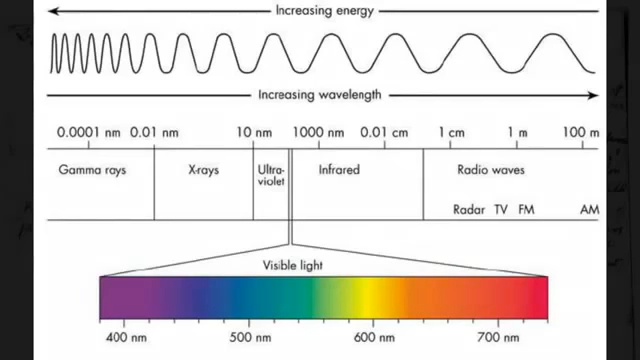 Increasing energy
Increasing wavelength
0.0001 nm 0.01 nm 10 nm 1000 nm 0.01 cm 1 cm 1 m 100 m
Gamma rays X-rays Ultra-violet Infrared Radio waves
Radar TV FM AM
Visible light
400 nm 500 nm 600 nm 700 nm